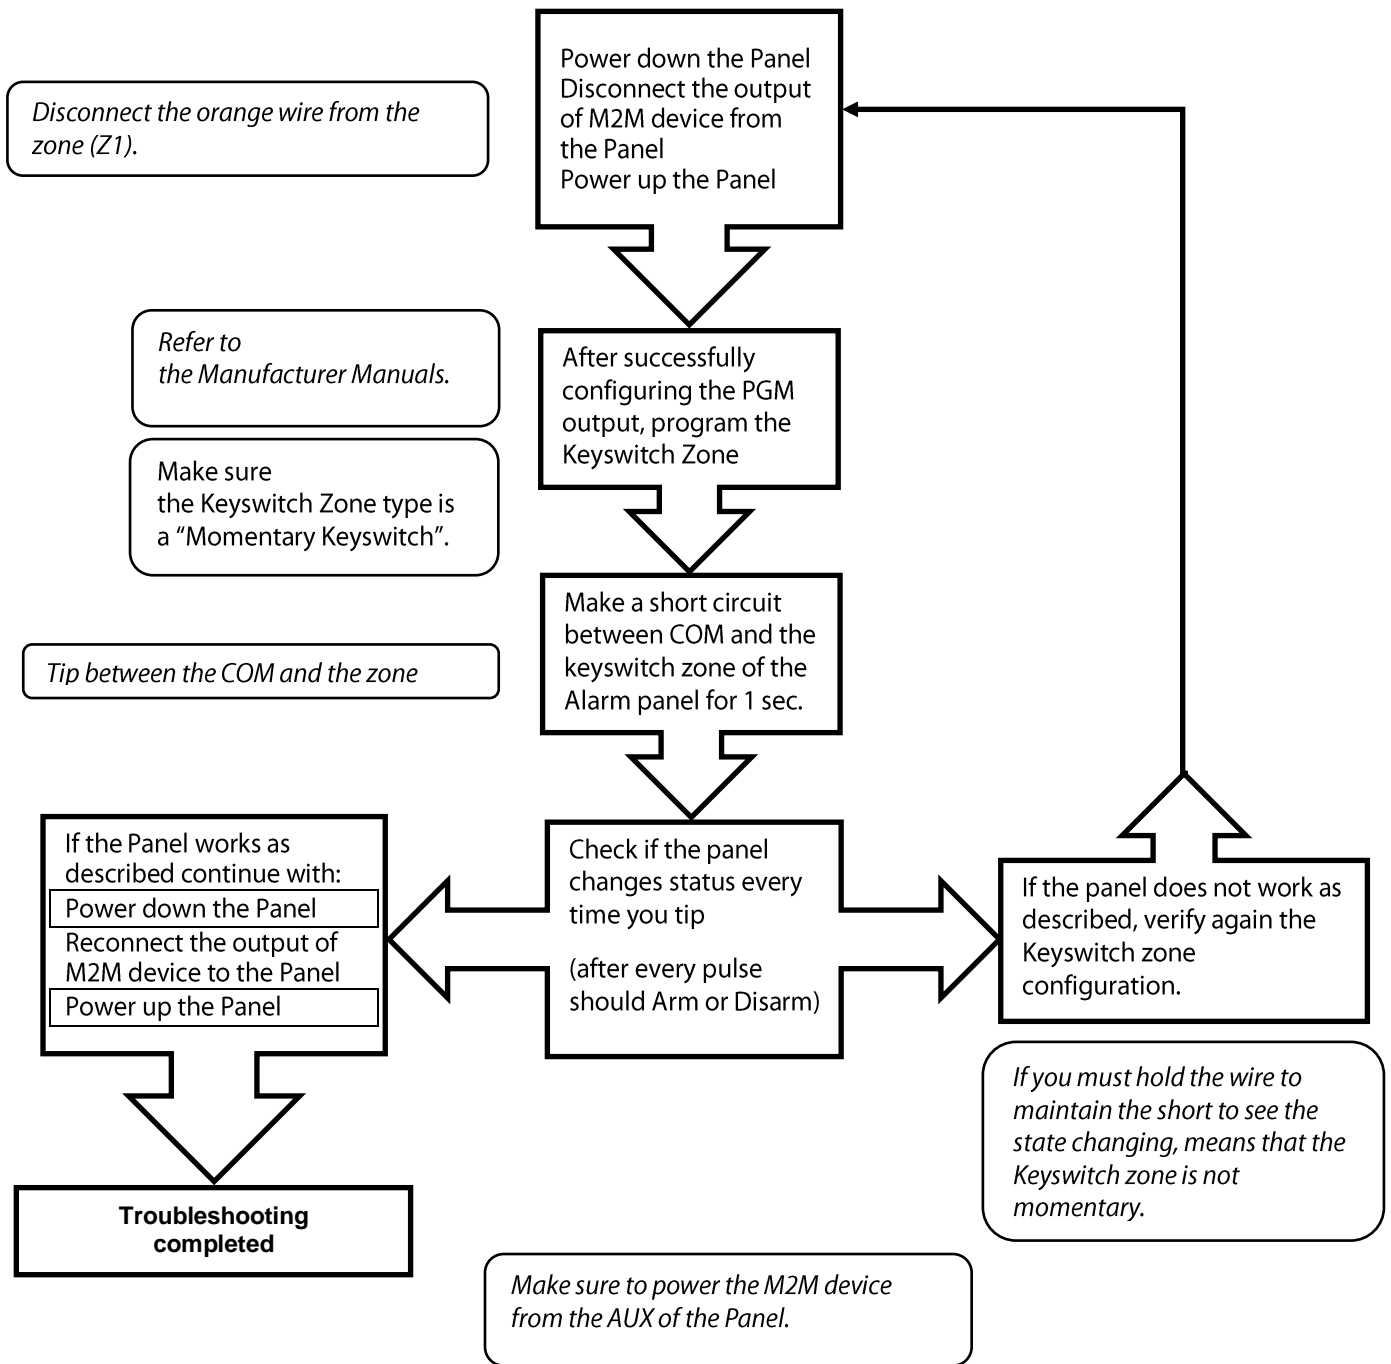 Power down the Panel
Disconnect the output
of M2M device from
the Panel
Power up the Panel
Disconnect the orange wire from the
zone (Z1).
Refer to
the Manufacturer Manuals.
Make sure
the Keyswitch Zone type is
a “Momentary Keyswitch”.
After successfully
configuring the PGM
output, program the
Keyswitch Zone
Make a short circuit
between COM and the
keyswitch zone of the
Alarm panel for 1 sec.
Tip between the COM and the zone
If the Panel works as
described continue with:
Power down the Panel
Reconnect the output of
M2M device to the Panel
Power up the Panel
Check if the panel
changes status every
time you tip
(after every pulse
should Arm or Disarm)
If the panel does not work as
described, verify again the
Keyswitch zone
configuration.
If you must hold the wire to
maintain the short to see the
state changing, means that the
Keyswitch zone is not
momentary.
Troubleshooting
completed
Make sure to power the M2M device
from the AUX of the Panel.